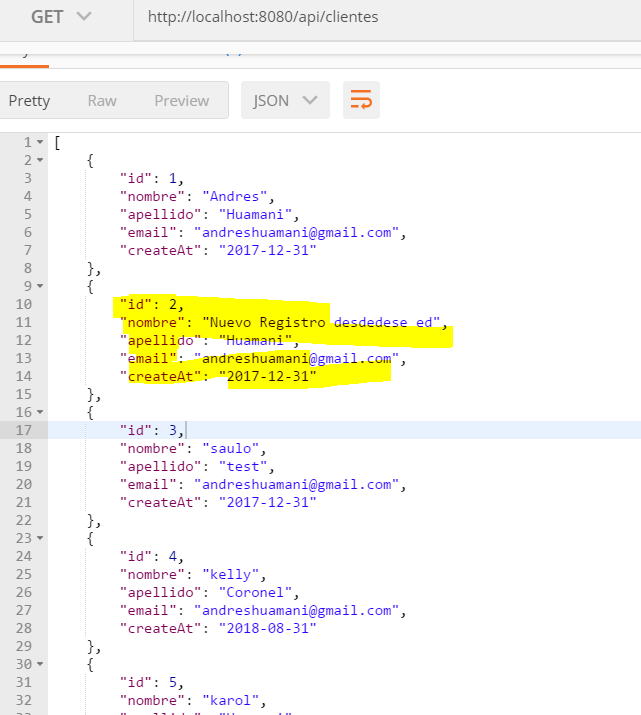 GET http://localhost:8080/api/clientes
Pretty Raw Preview JSON
1 [
2 {
3 "id": 1,
4 "nombre": "Andres",
5 "apellido": "Huamani",
6 "email": "andreshuamani@gmail.com",
7 "createAt": "2017-12-31"
8 },
9 {
10 "id": 2,
11 "nombre": "Nuevo Registro desdedese ed",
12 "apellido": "Huamani",
13 "email": "andreshuamani@gmail.com",
14 "createAt": "2017-12-31"
15 },
16 {
17 "id": 3,
18 "nombre": "saulo",
19 "apellido": "test",
20 "email": "andreshuamani@gmail.com",
21 "createAt": "2017-12-31"
22 },
23 {
24 "id": 4,
25 "nombre": "kelly",
26 "apellido": "Coronel",
27 "email": "andreshuamani@gmail.com",
28 "createAt": "2018-08-31"
29 },
30 {
31 "id": 5,
32 "nombre": "karol",